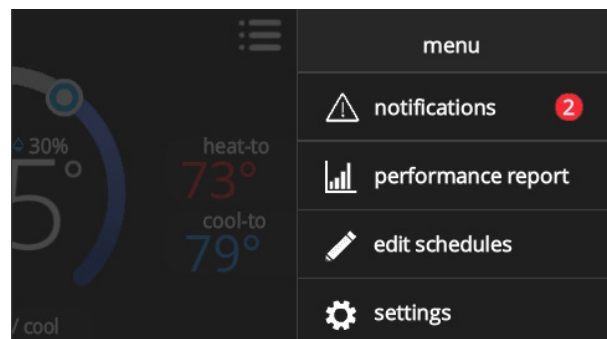 menu
notifications 2
performance report
edit schedules
settings
30%
5°
heat-to
73°
cool-to
79°
/ cool